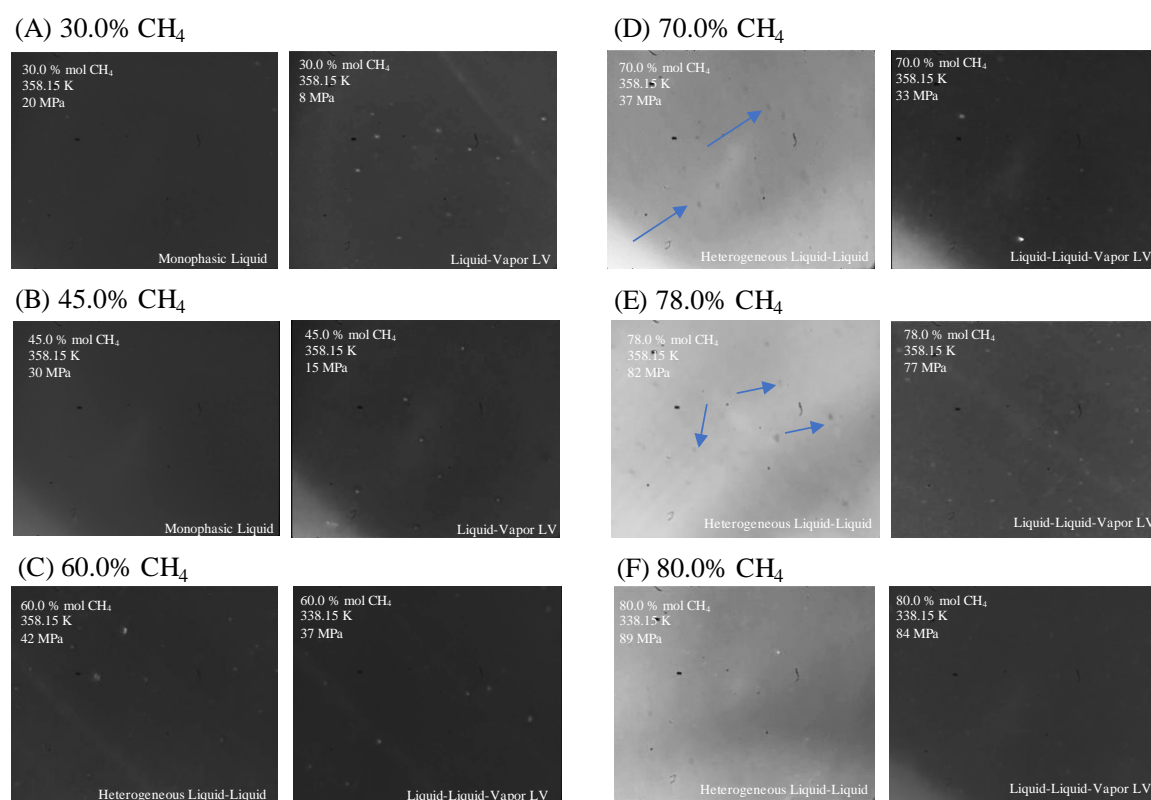 (A) 30.0% CH₄
30.0 % mol CH₄
358.15 K
20 MPa
Monophasic Liquid
30.0 % mol CH₄
358.15 K
8 MPa
Liquid-Vapor LV
(B) 45.0% CH₄
45.0 % mol CH₄
358.15 K
30 MPa
Monophasic Liquid
45.0 % mol CH₄
358.15 K
15 MPa
Liquid-Vapor LV
(C) 60.0% CH₄
60.0 % mol CH₄
358.15 K
42 MPa
Heterogeneous Liquid-Liquid
60.0 % mol CH₄
338.15 K
37 MPa
Liquid-Liquid-Vapor LV
(D) 70.0% CH₄
70.0 % mol CH₄
358.15 K
37 MPa
Heterogeneous Liquid-Liquid
70.0 % mol CH₄
358.15 K
33 MPa
Liquid-Liquid-Vapor LV
(E) 78.0% CH₄
78.0 % mol CH₄
358.15 K
82 MPa
Heterogeneous Liquid-Liquid
78.0 % mol CH₄
358.15 K
77 MPa
Liquid-Liquid-Vapor LV
(F) 80.0% CH₄
80.0 % mol CH₄
338.15 K
89 MPa
Heterogeneous Liquid-Liquid
80.0 % mol CH₄
338.15 K
84 MPa
Liquid-Liquid-Vapor LV